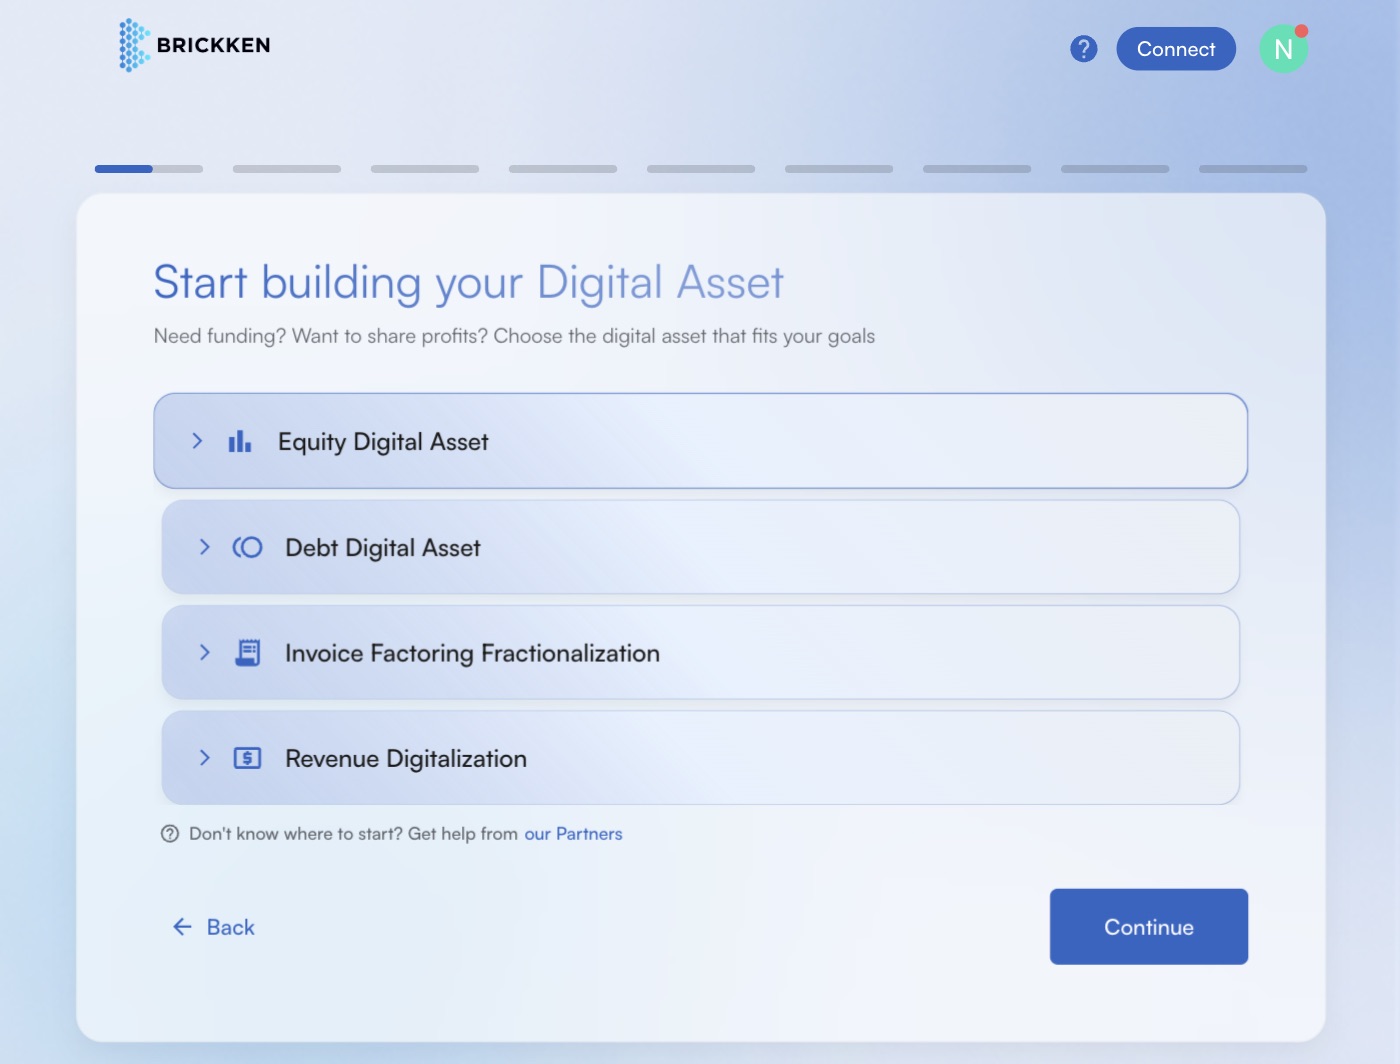 BRICKKEN
?
Connect
N
Start building your Digital Asset
Need funding? Want to share profits? Choose the digital asset that fits your goals
Equity Digital Asset
Debt Digital Asset
Invoice Factoring Fractionalization
$ Revenue Digitalization
? Don't know where to start? Get help from our Partners
Back
Continue